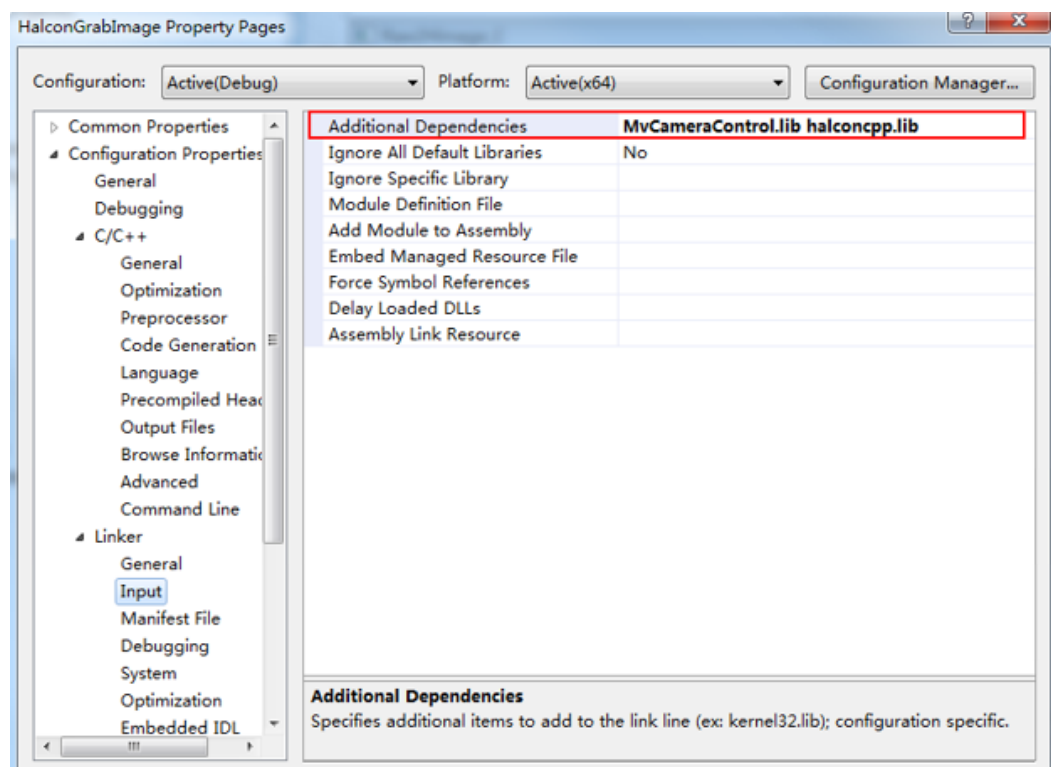 HalconGrabImage Property Pages
Configuration: Active(Debug) Platform: Active(x64) Configuration Manager...
Common Properties
Configuration Properties
General
Debugging
C/C++
General
Optimization
Preprocessor
Code Generation
Language
Precompiled Head
Output Files
Browse Informatic
Advanced
Command Line
Linker
General
Input
Manifest File
Debugging
System
Optimization
Embedded IDL
Additional Dependencies MvCameraControl.lib halconcpp.lib
Ignore All Default Libraries No
Ignore Specific Library
Module Definition File
Add Module to Assembly
Embed Managed Resource File
Force Symbol References
Delay Loaded DLLs
Assembly Link Resource
Additional Dependencies
Specifies additional items to add to the link line (ex: kernel32.lib); configuration specific.